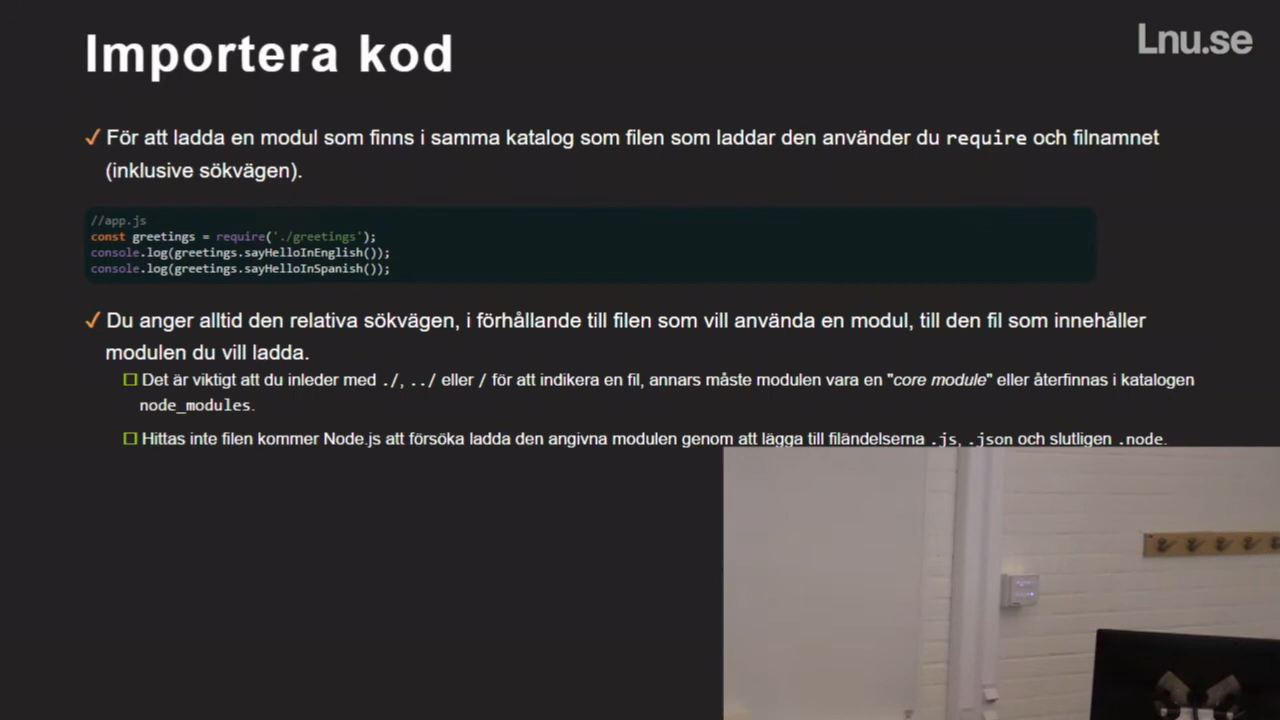 Importera kod
Lnu.se
För att ladda en modul som finns i samma katalog som filen som laddar den använder du require och filnamnet
(inklusive sökvägen).
//app.js
const greetings = require('./greetings');
console.log(greetings.sayHelloInEnglish());
console.log(greetings.sayHelloInSpanish());
Du anger alltid den relativa sökvägen, i förhållande till filen som vill använda en modul, till den fil som innehåller
modulen du vill ladda.
Det är viktigt att du inleder med ./, ../ eller / för att indikera en fil, annars måste modulen vara en "core module" eller återfinnas i katalogen
node_modules.
Hittas inte filen kommer Node.js att försöka ladda den angivna modulen genom att lägga till filändelserna .js, .json och slutligen .node.